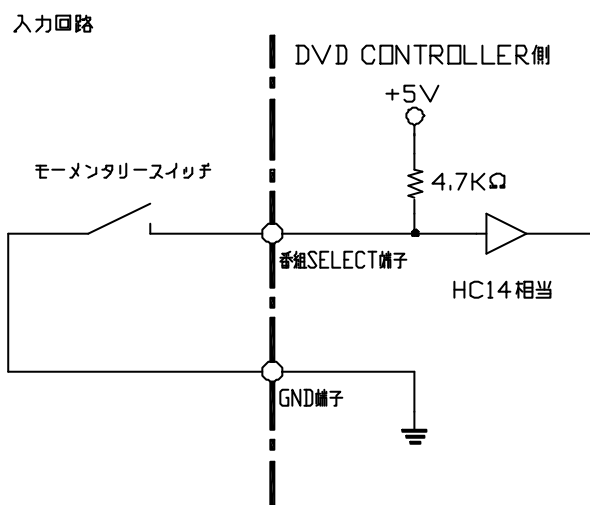 入力回路
DVD CONTROLLER側
+5V
モーメンタリースイッチ
4.7KΩ
番組SELECT端子
HC14相当
GND端子